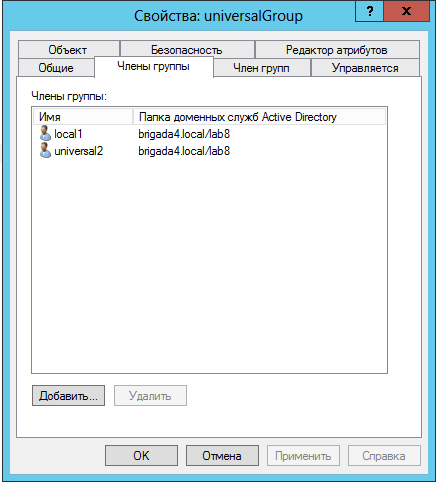 Свойства: universalGroup
? x
Объект Безопасность Редактор атрибутов
Общие Члены группы Член групп Управляется
Члены группы:
Имя Папка доменных служб Active Directory
local1 brigada4.local/lab8
universal2 brigada4.local/lab8
Добавить... Удалить
OK Отмена Применить Справка